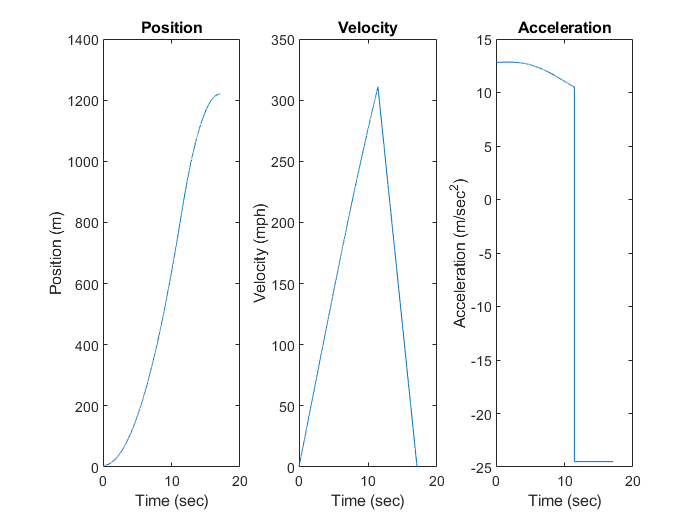 Position
Position (m)
1400
1200
1000
800
600
400
200
0
0 10 20
Time (sec)
Velocity
Velocity (mph)
350
300
250
200
150
100
50
0
0 10 20
Time (sec)
Acceleration
Acceleration (m/sec²)
15
10
5
0
-5
-10
-15
-20
-25
0 10 20
Time (sec)